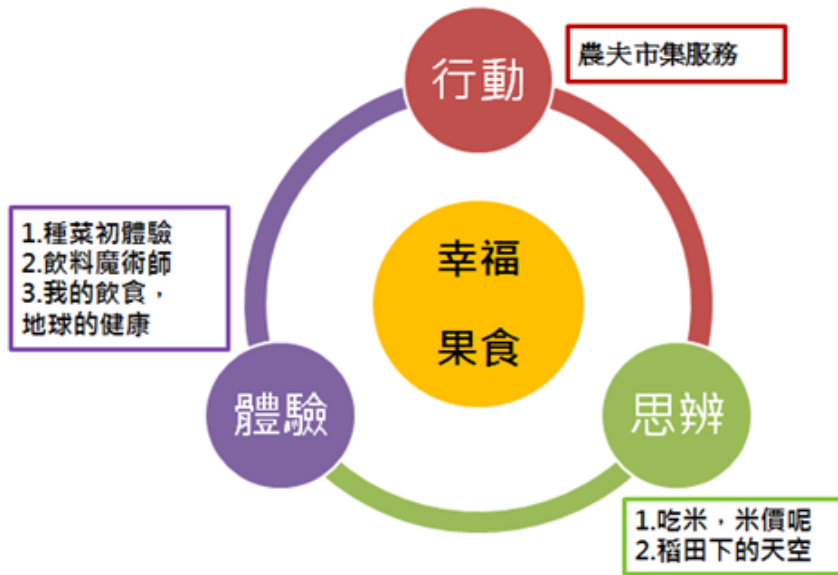 行動
農夫市集服務
1.種菜初體驗
2.飲料魔術師
3.我的飲食，
地球的健康
幸福
果食
體驗
思辨
1.吃米，米價呢
2.稻田下的天空